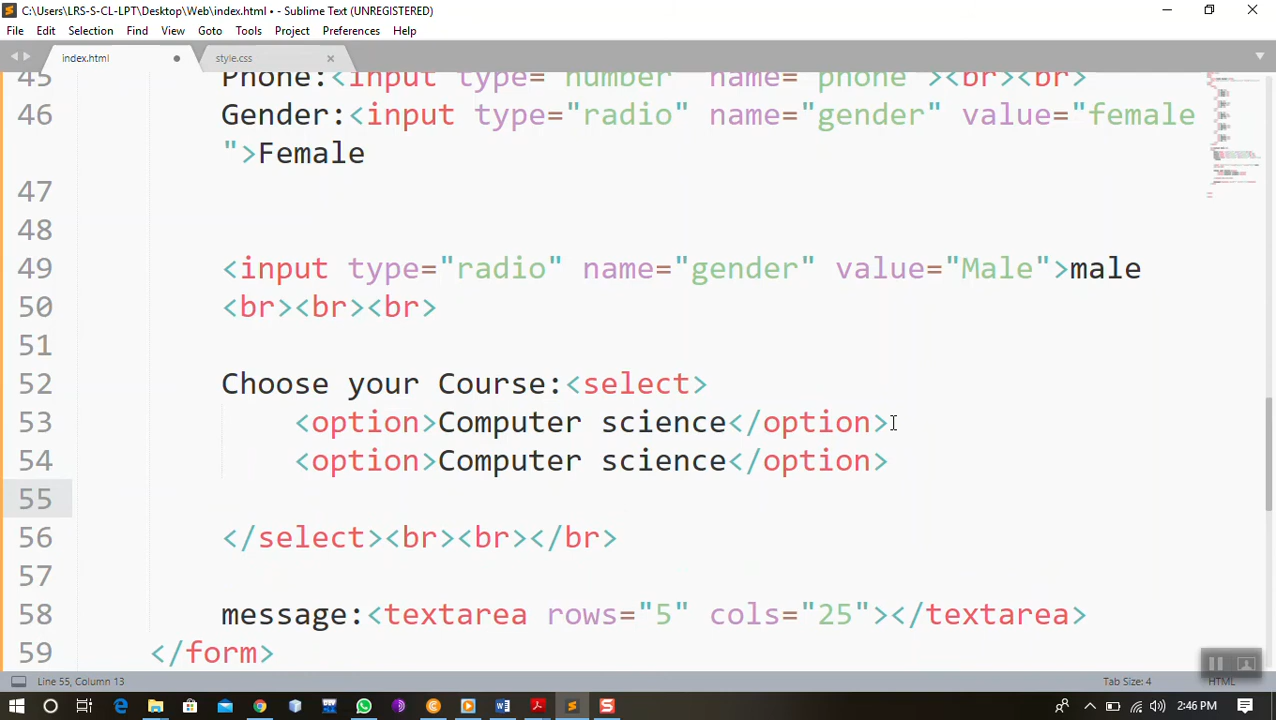 C:\Users\LRS-S-CL-LPT\Desktop\Web\index.html • - Sublime Text (UNREGISTERED)
File Edit Selection Find View Goto Tools Project Preferences Help
index.html style.css
45 Phone:<input type="number" name="phone"><br><br>
46 Gender:<input type="radio" name="gender" value="female
">Female
47
48
49 <input type="radio" name="gender" value="Male">male
50 <br><br><br>
51
52 Choose your Course:<select>
53 <option>Computer science</option>
54 <option>Computer science</option>
55
56 </select><br><br></br>
57
58 message:<textarea rows="5" cols="25"></textarea>
59 </form>
Line 55, Column 13 Tab Size: 4 HTML
2:46 PM